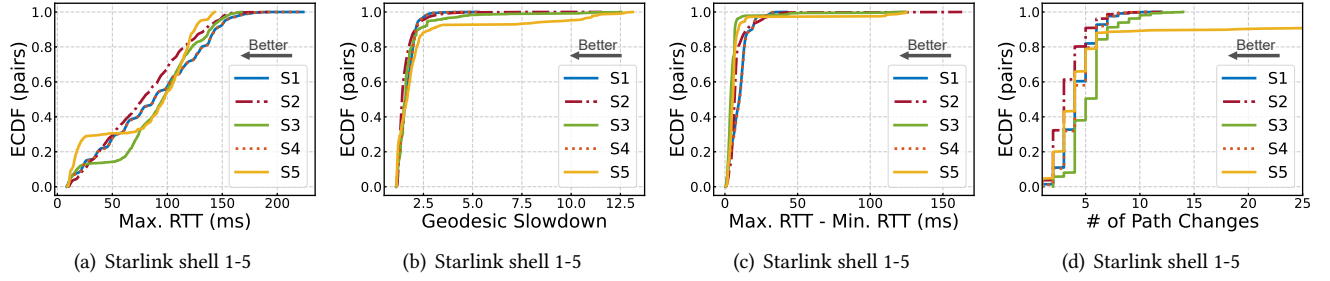 1.0
0.8
0.6
0.4
0.2
0.0
ECDF (pairs)
Better
S1
S2
S3
S4
S5
0 50 100 150 200
Max. RTT (ms)
(a) Starlink shell 1-5
1.0
0.8
0.6
0.4
0.2
0.0
ECDF (pairs)
Better
S1
S2
S3
S4
S5
2.5 5.0 7.5 10.0 12.5
Geodesic Slowdown
(b) Starlink shell 1-5
1.0
0.8
0.6
0.4
0.2
0.0
ECDF (pairs)
Better
S1
S2
S3
S4
S5
0 50 100 150
Max. RTT - Min. RTT (ms)
(c) Starlink shell 1-5
1.0
0.8
0.6
0.4
0.2
0.0
ECDF (pairs)
Better
S1
S2
S3
S4
S5
5 10 15 20 25
# of Path Changes
(d) Starlink shell 1-5